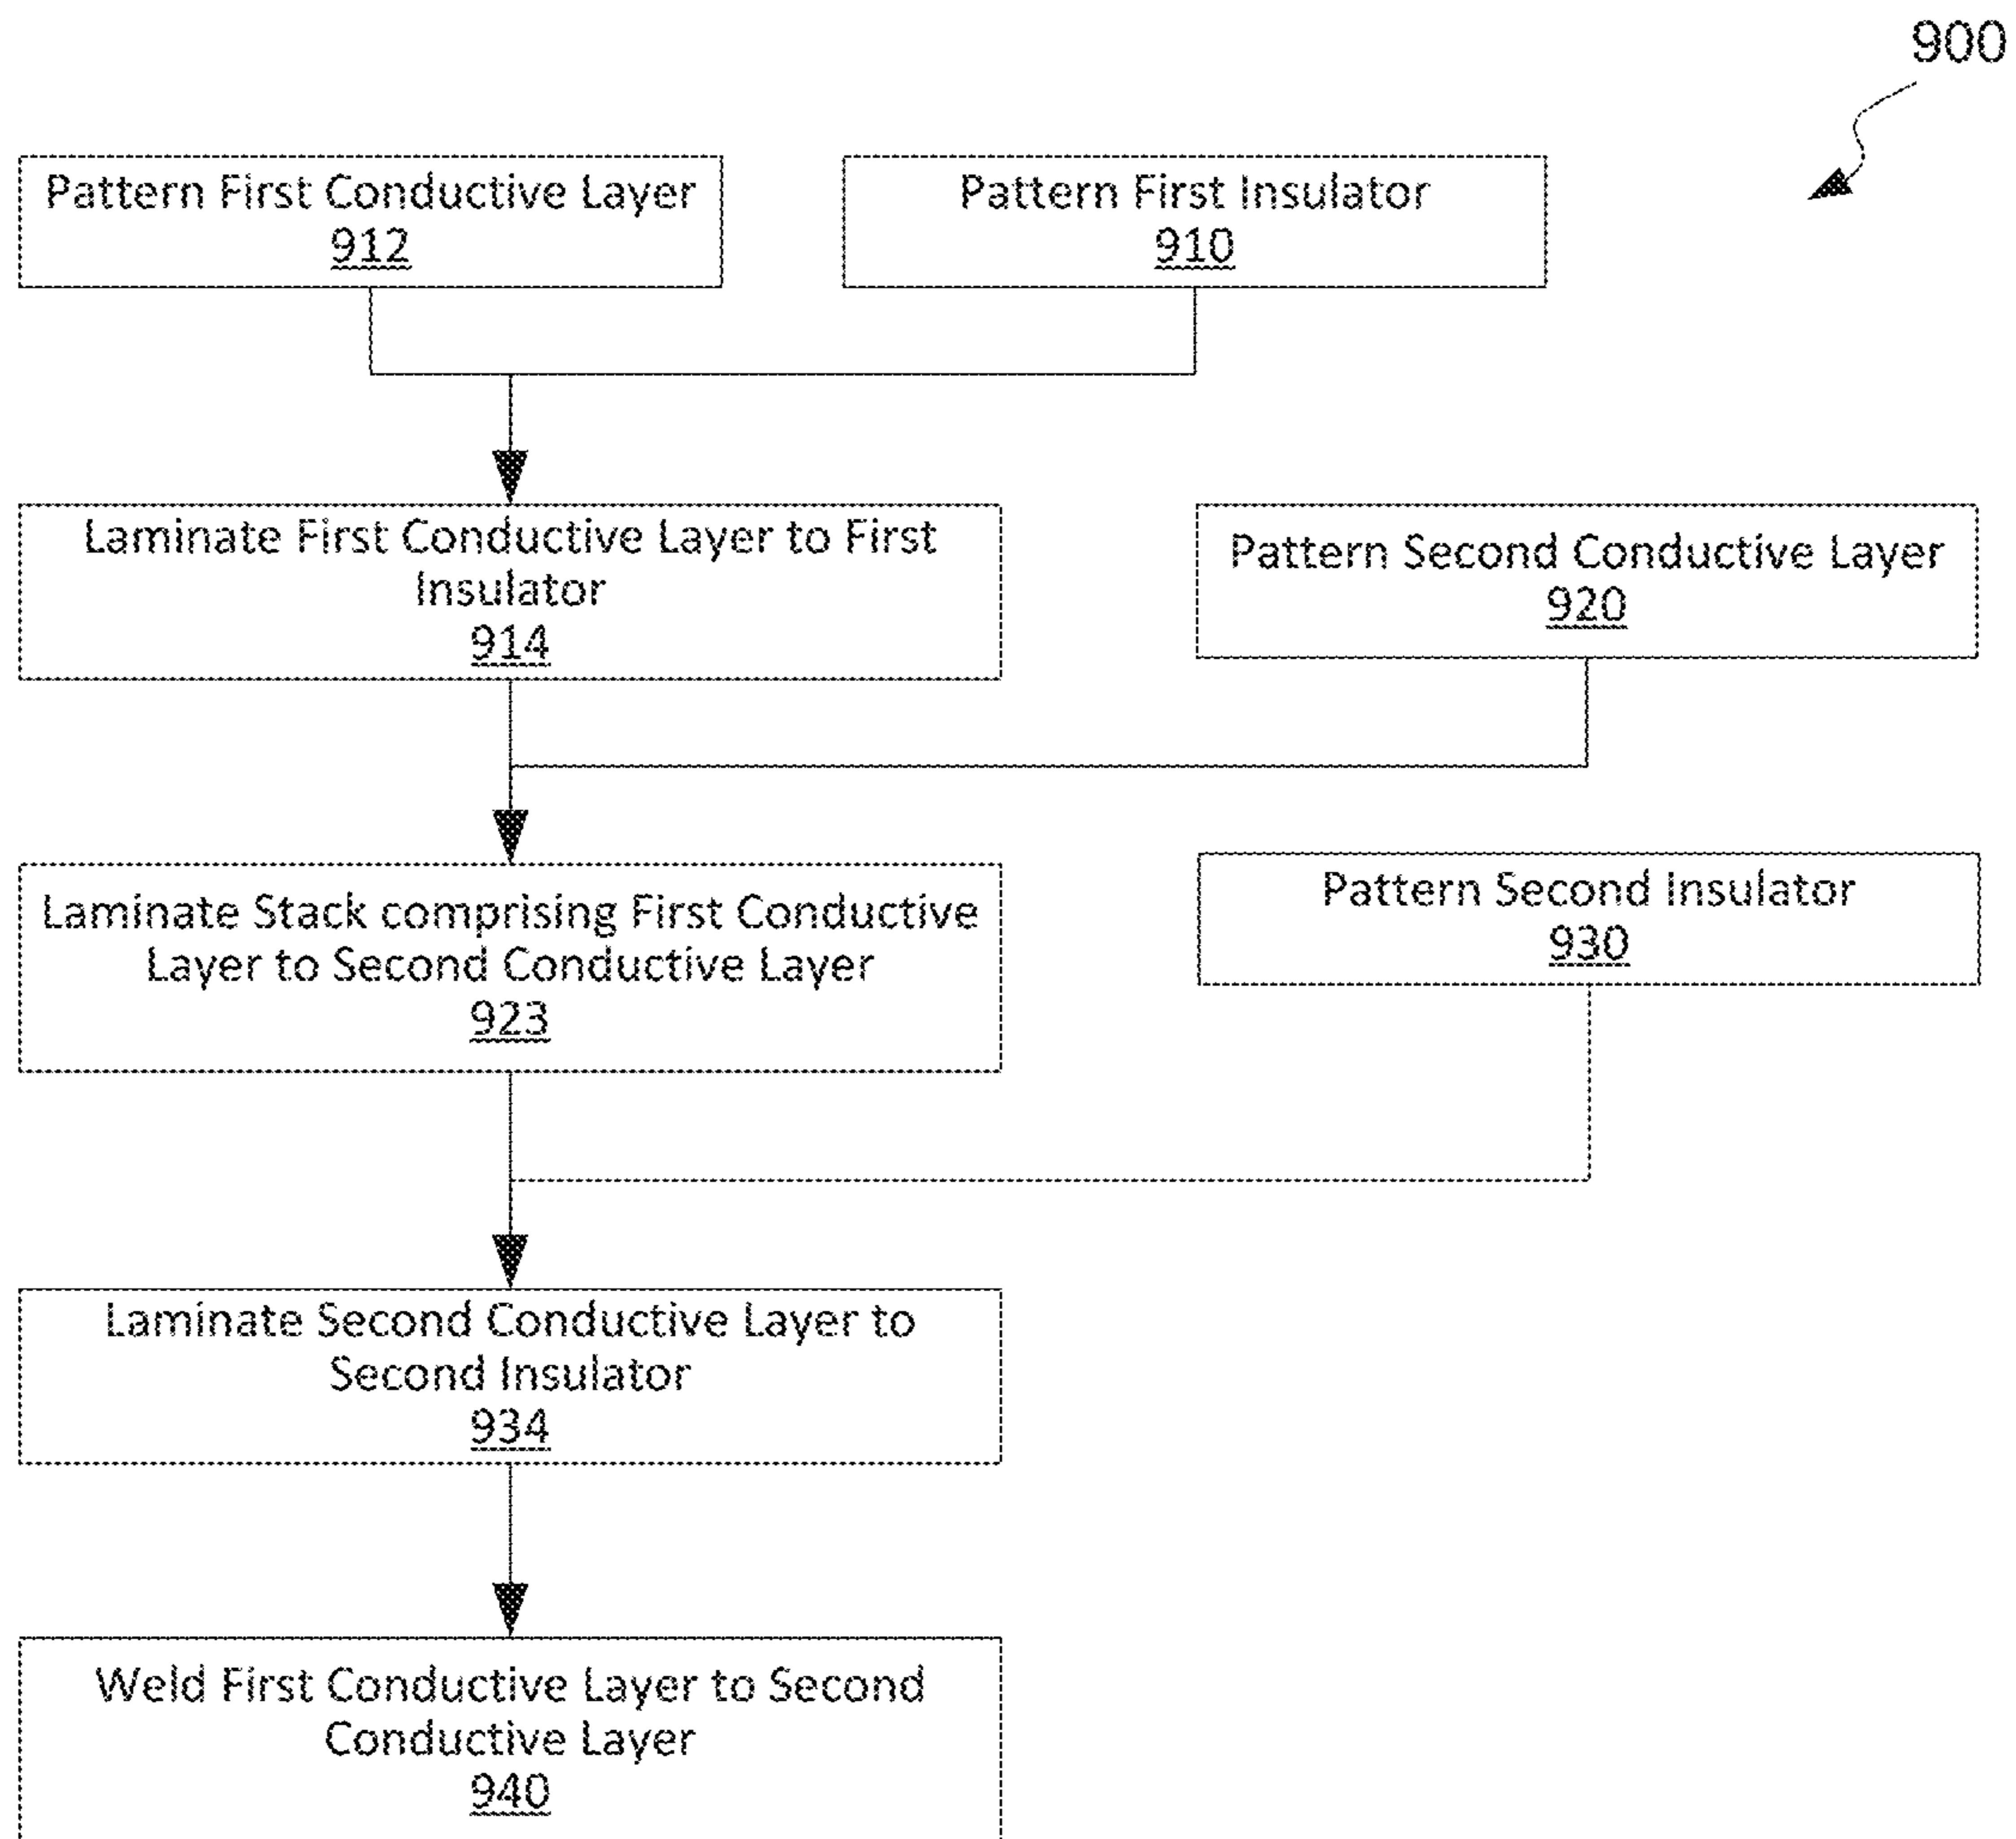 900
Pattern First Conductive Layer
912
Pattern First Insulator
910
Laminate First Conductive Layer to First
Insulator
914
Pattern Second Conductive Layer
920
Laminate Stack comprising First Conductive
Layer to Second Conductive Layer
923
Pattern Second Insulator
930
Laminate Second Conductive Layer to
Second Insulator
934
Weld First Conductive Layer to Second
Conductive Layer
940